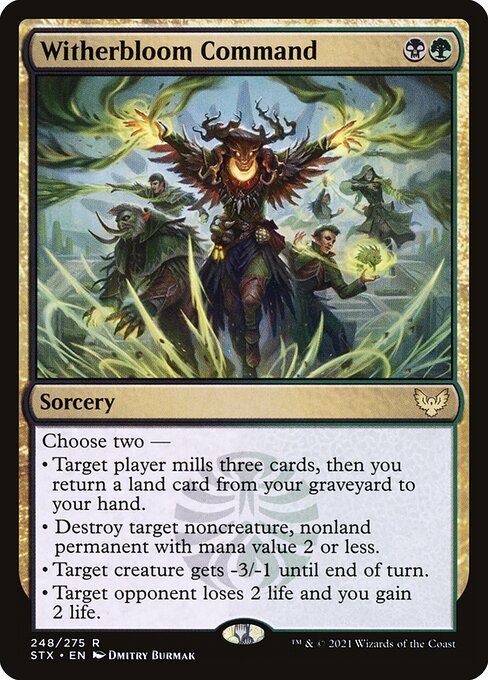 Witherbloom Command
Sorcery
Choose two —
• Target player mills three cards, then you
return a land card from your graveyard to
your hand.
• Destroy target noncreature, nonland
permanent with mana value 2 or less.
• Target creature gets -3/-1 until end of turn.
• Target opponent loses 2 life and you gain
2 life.
248/275 R
STX • EN Dmitry Burmak
™ & © 2021 Wizards of the Coast